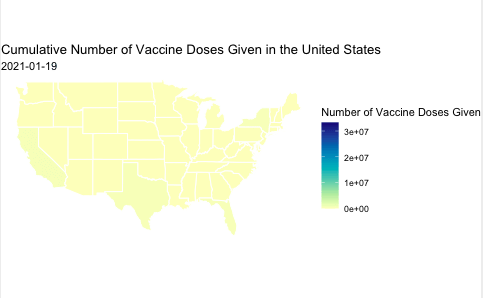 Cumulative Number of Vaccine Doses Given in the United States
2021-01-19
Number of Vaccine Doses Given
3e+07
2e+07
1e+07
0e+00